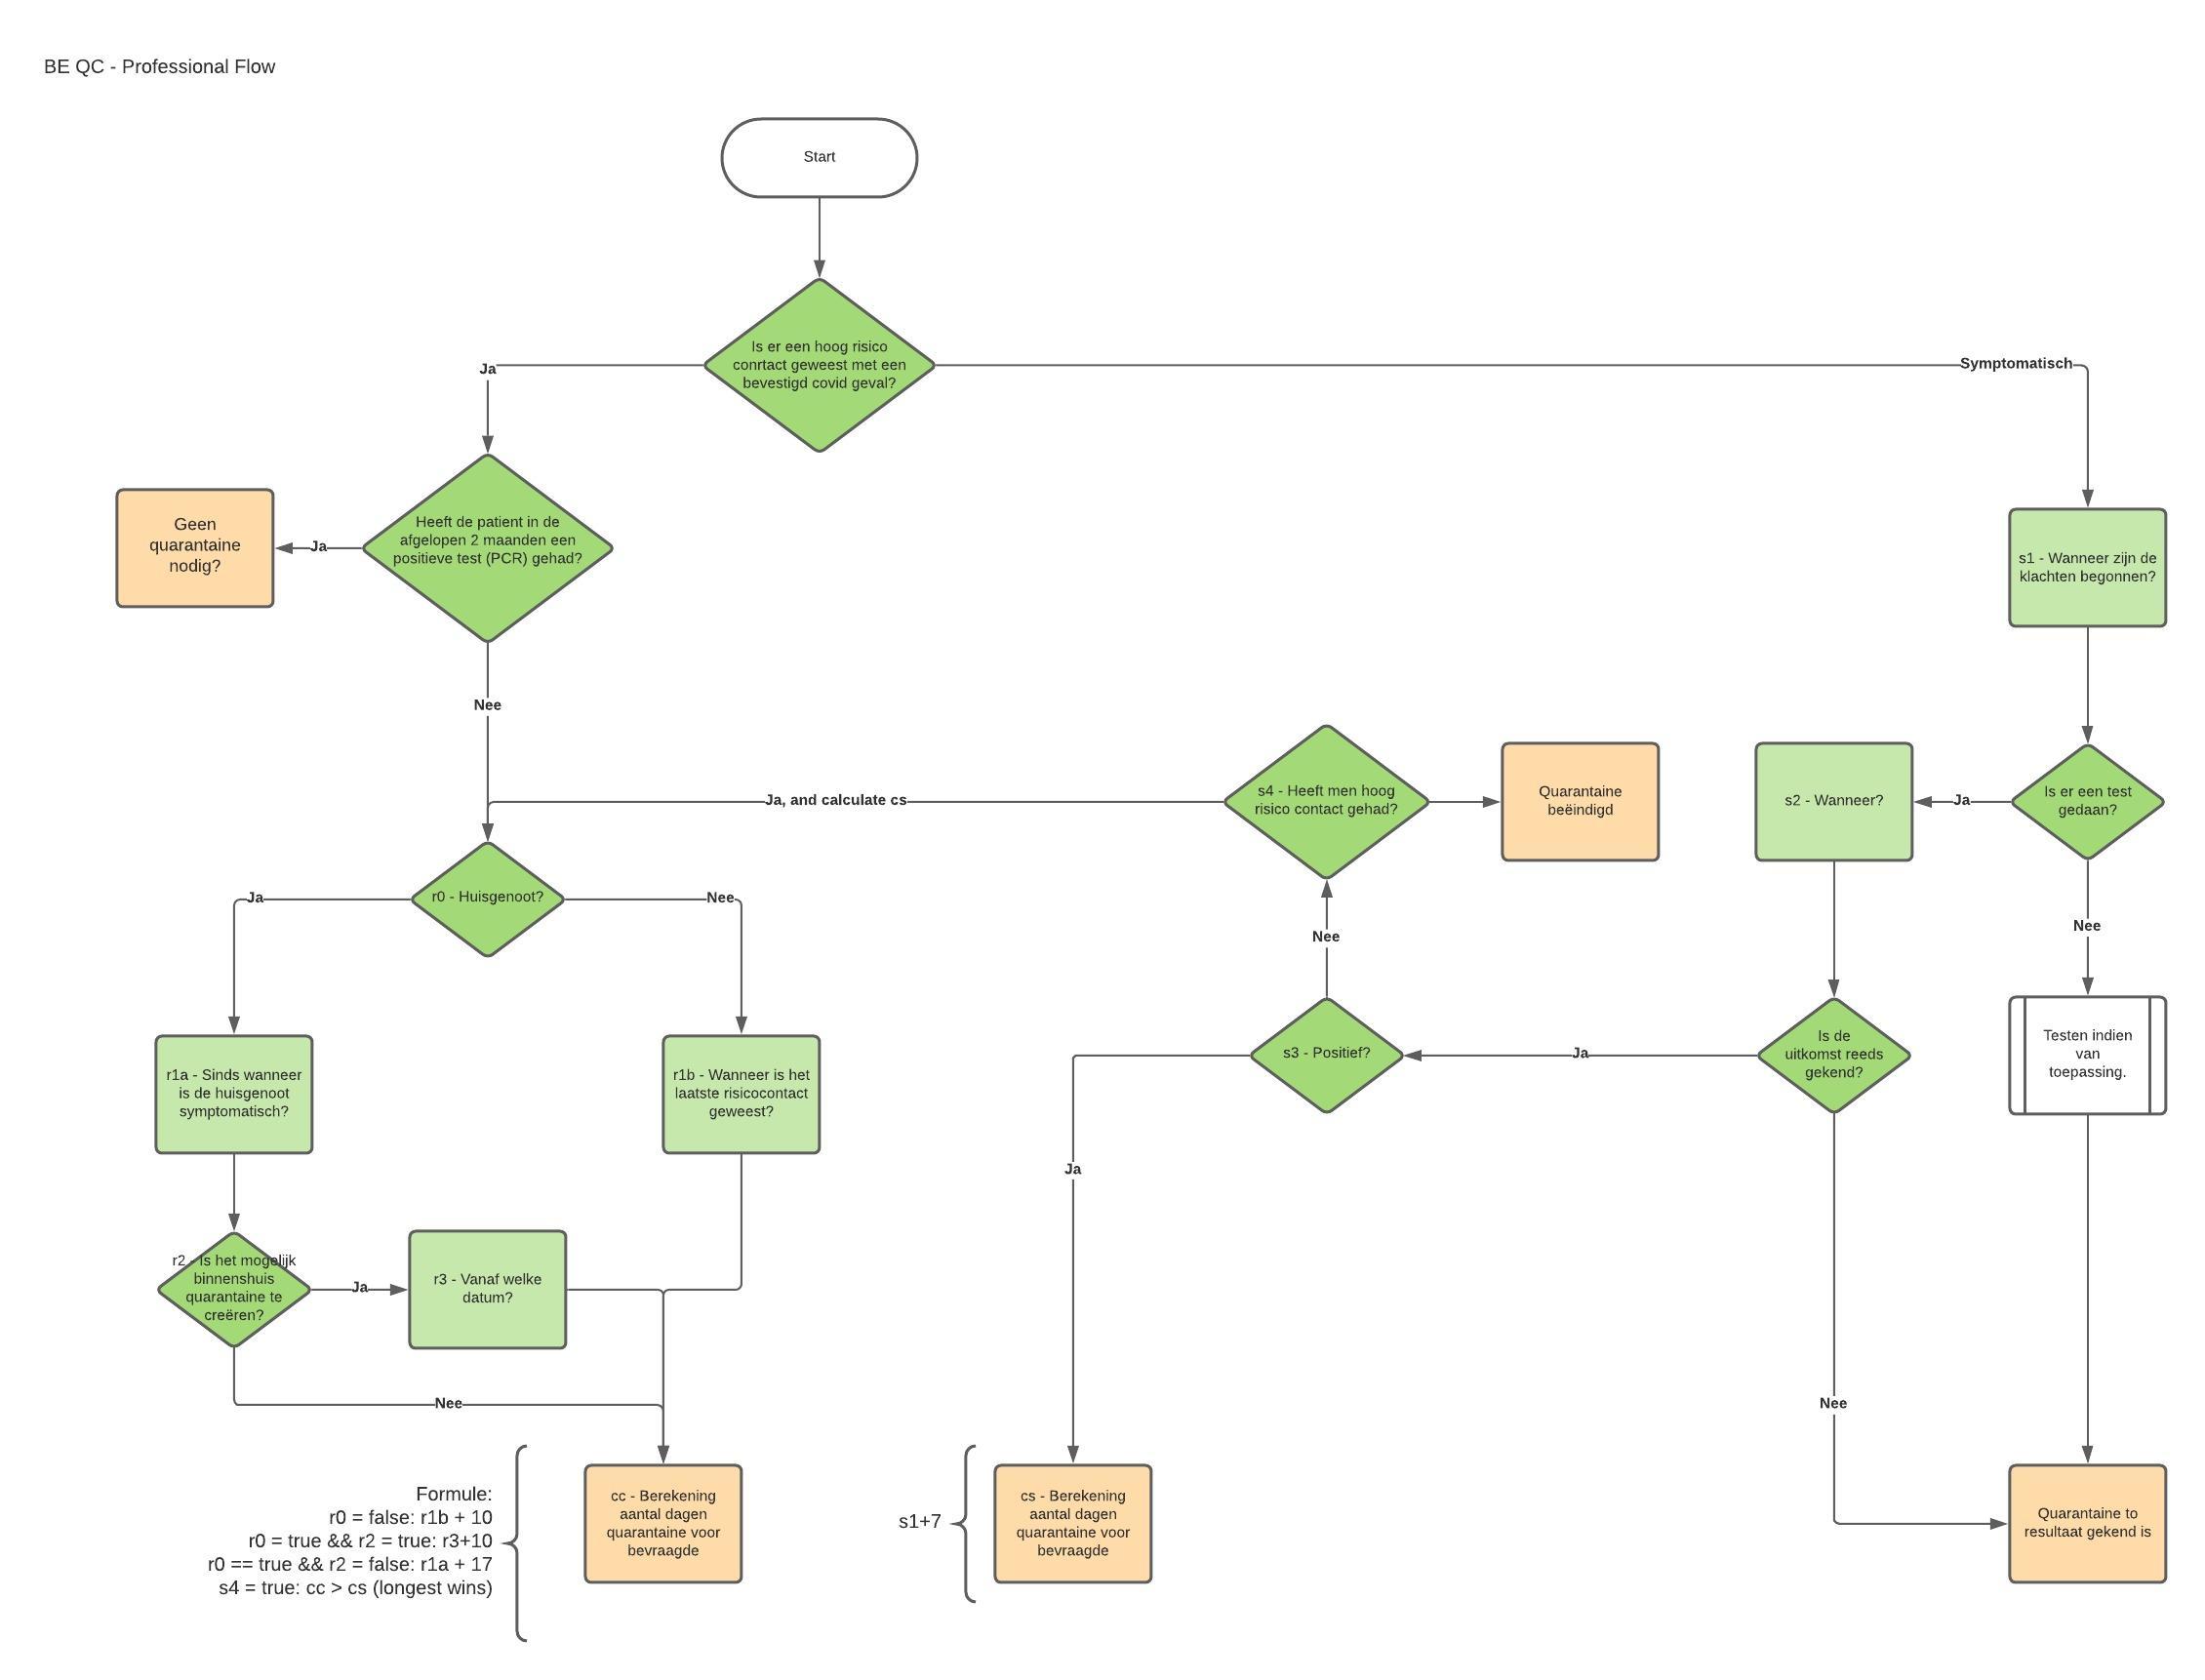 BE QC - Professional Flow
Start
Is er een hoog risico
conrtact geweest met een
bevestigd covid geval?
Ja
Symptomatisch
Heeft de patient in de
afgelopen 2 maanden een
positieve test (PCR) gehad?
Ja
Geen
quarantaine
nodig?
s1 - Wanneer zijn de
klachten begonnen?
Nee
Ja, and calculate cs
s4 - Heeft men hoog
risico contact gehad?
Quarantaine
beëindigd
s2 - Wanneer?
Ja
Is er een test
gedaan?
r0 - Huisgenoot?
Ja
Nee
Nee
Nee
r1a - Sinds wanneer
is de huisgenoot
symptomatisch?
r1b - Wanneer is het
laatste risicocontact
geweest?
s3 - Positief?
Ja
Is de
uitkomst reeds
gekend?
Testen indien
van
toepassing.
Ja
r2 - Is het mogelijk
binnenshuis
quarantaine te
creëren?
Ja
r3 - Vanaf welke
datum?
Nee
Nee
Formule:
r0 = false: r1b + 10
r0 = true && r2 = true: r3+10
r0 == true && r2 = false: r1a + 17
s4 = true: cc > cs (longest wins)
cc - Berekening
aantal dagen
quarantaine voor
bevraagde
s1+7
cs - Berekening
aantal dagen
quarantaine voor
bevraagde
Quarantaine to
resultaat gekend is